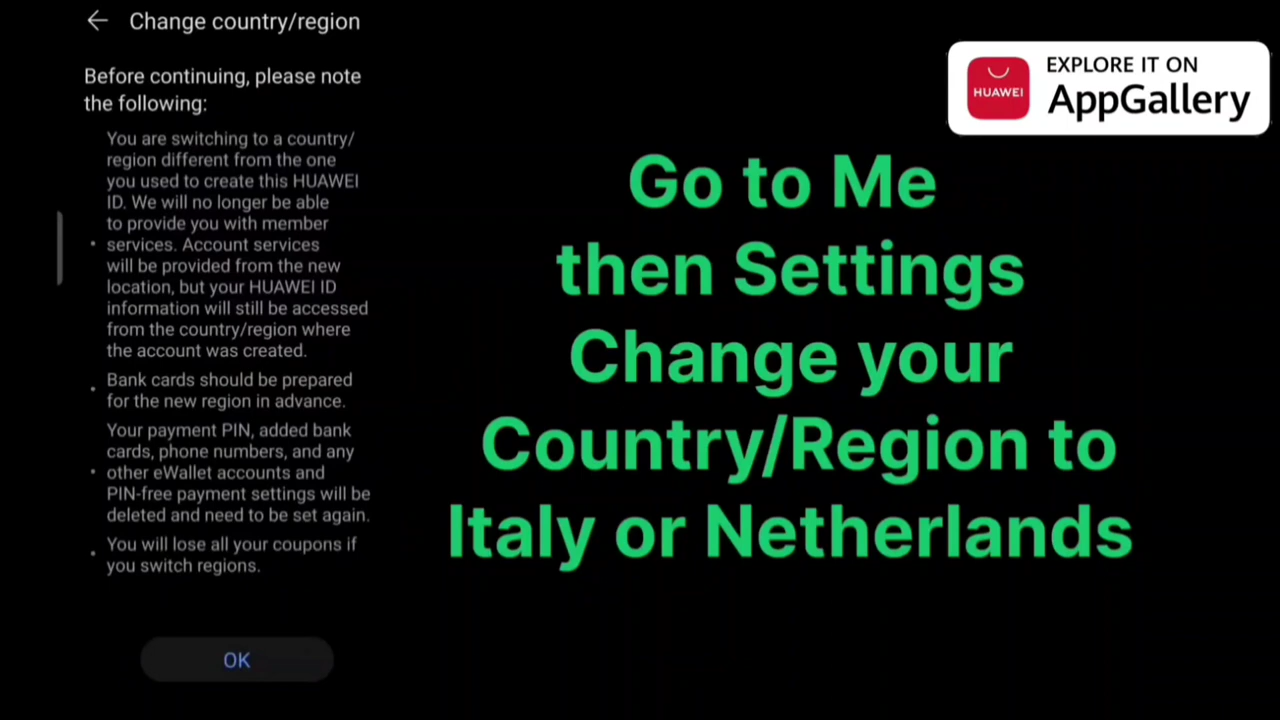 Change country/region
Before continuing, please note
the following:
You are switching to a country/
region different from the one
you used to create this HUAWEI
ID. We will no longer be able
to provide you with member
• services. Account services
will be provided from the new
location, but your HUAWEI ID
information will still be accessed
from the country/region where
the account was created.
• Bank cards should be prepared
for the new region in advance.
Your payment PIN, added bank
cards, phone numbers, and any
• other eWallet accounts and
PIN-free payment settings will be
deleted and need to be set again.
• You will lose all your coupons if
you switch regions.
OK
HUAWEI
EXPLORE IT ON
AppGallery
Go to Me
then Settings
Change your
Country/Region to
Italy or Netherlands